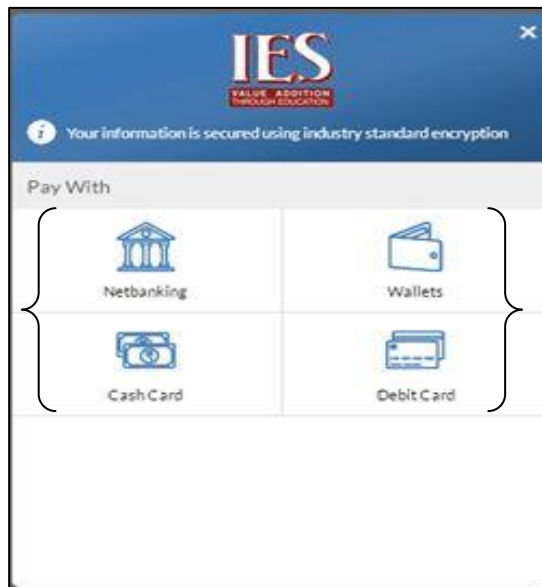 ×
IES
VALUE ADDITION
THROUGH EDUCATION
i Your information is secured using industry standard encryption
Pay With
Netbanking Wallets
Cash Card Debit Card